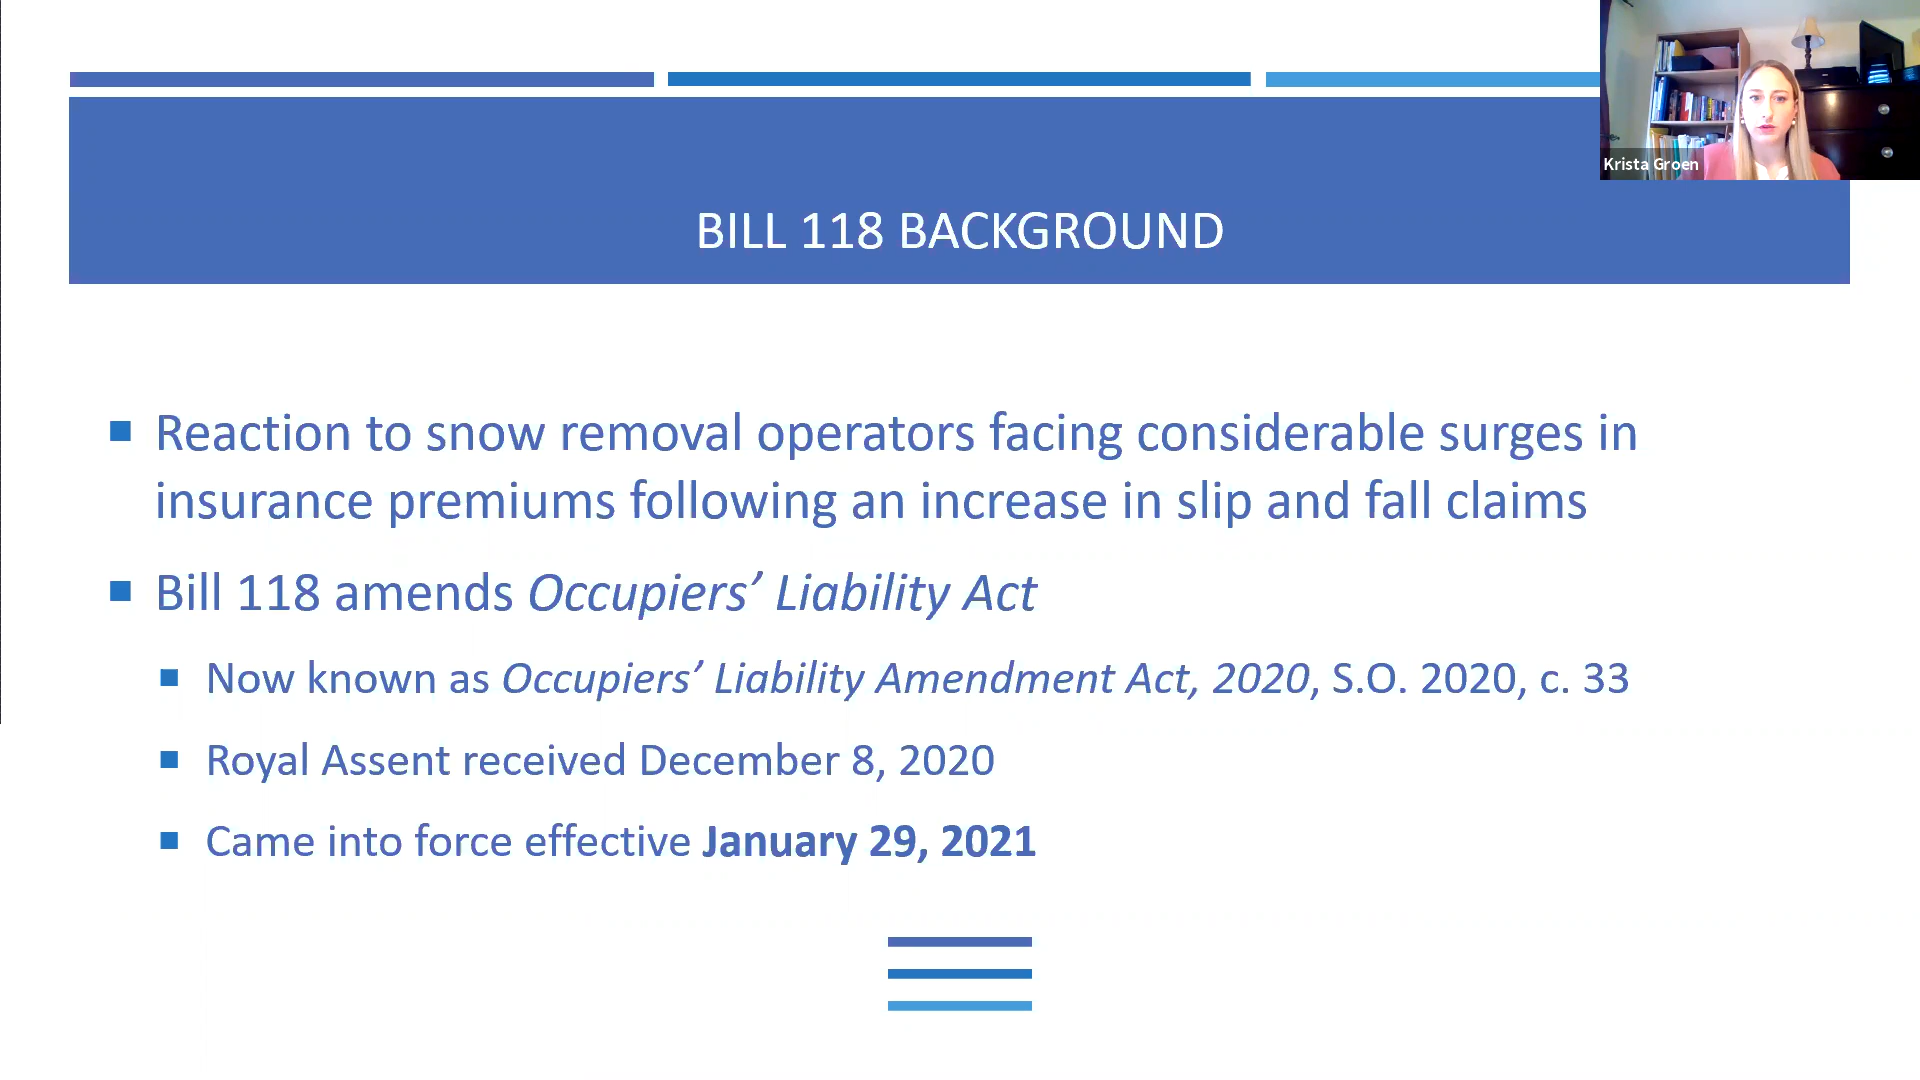 Krista Groen
BILL 118 BACKGROUND
Reaction to snow removal operators facing considerable surges in
insurance premiums following an increase in slip and fall claims
Bill 118 amends Occupiers’ Liability Act
Now known as Occupiers’ Liability Amendment Act, 2020, S.O. 2020, c. 33
Royal Assent received December 8, 2020
Came into force effective January 29, 2021